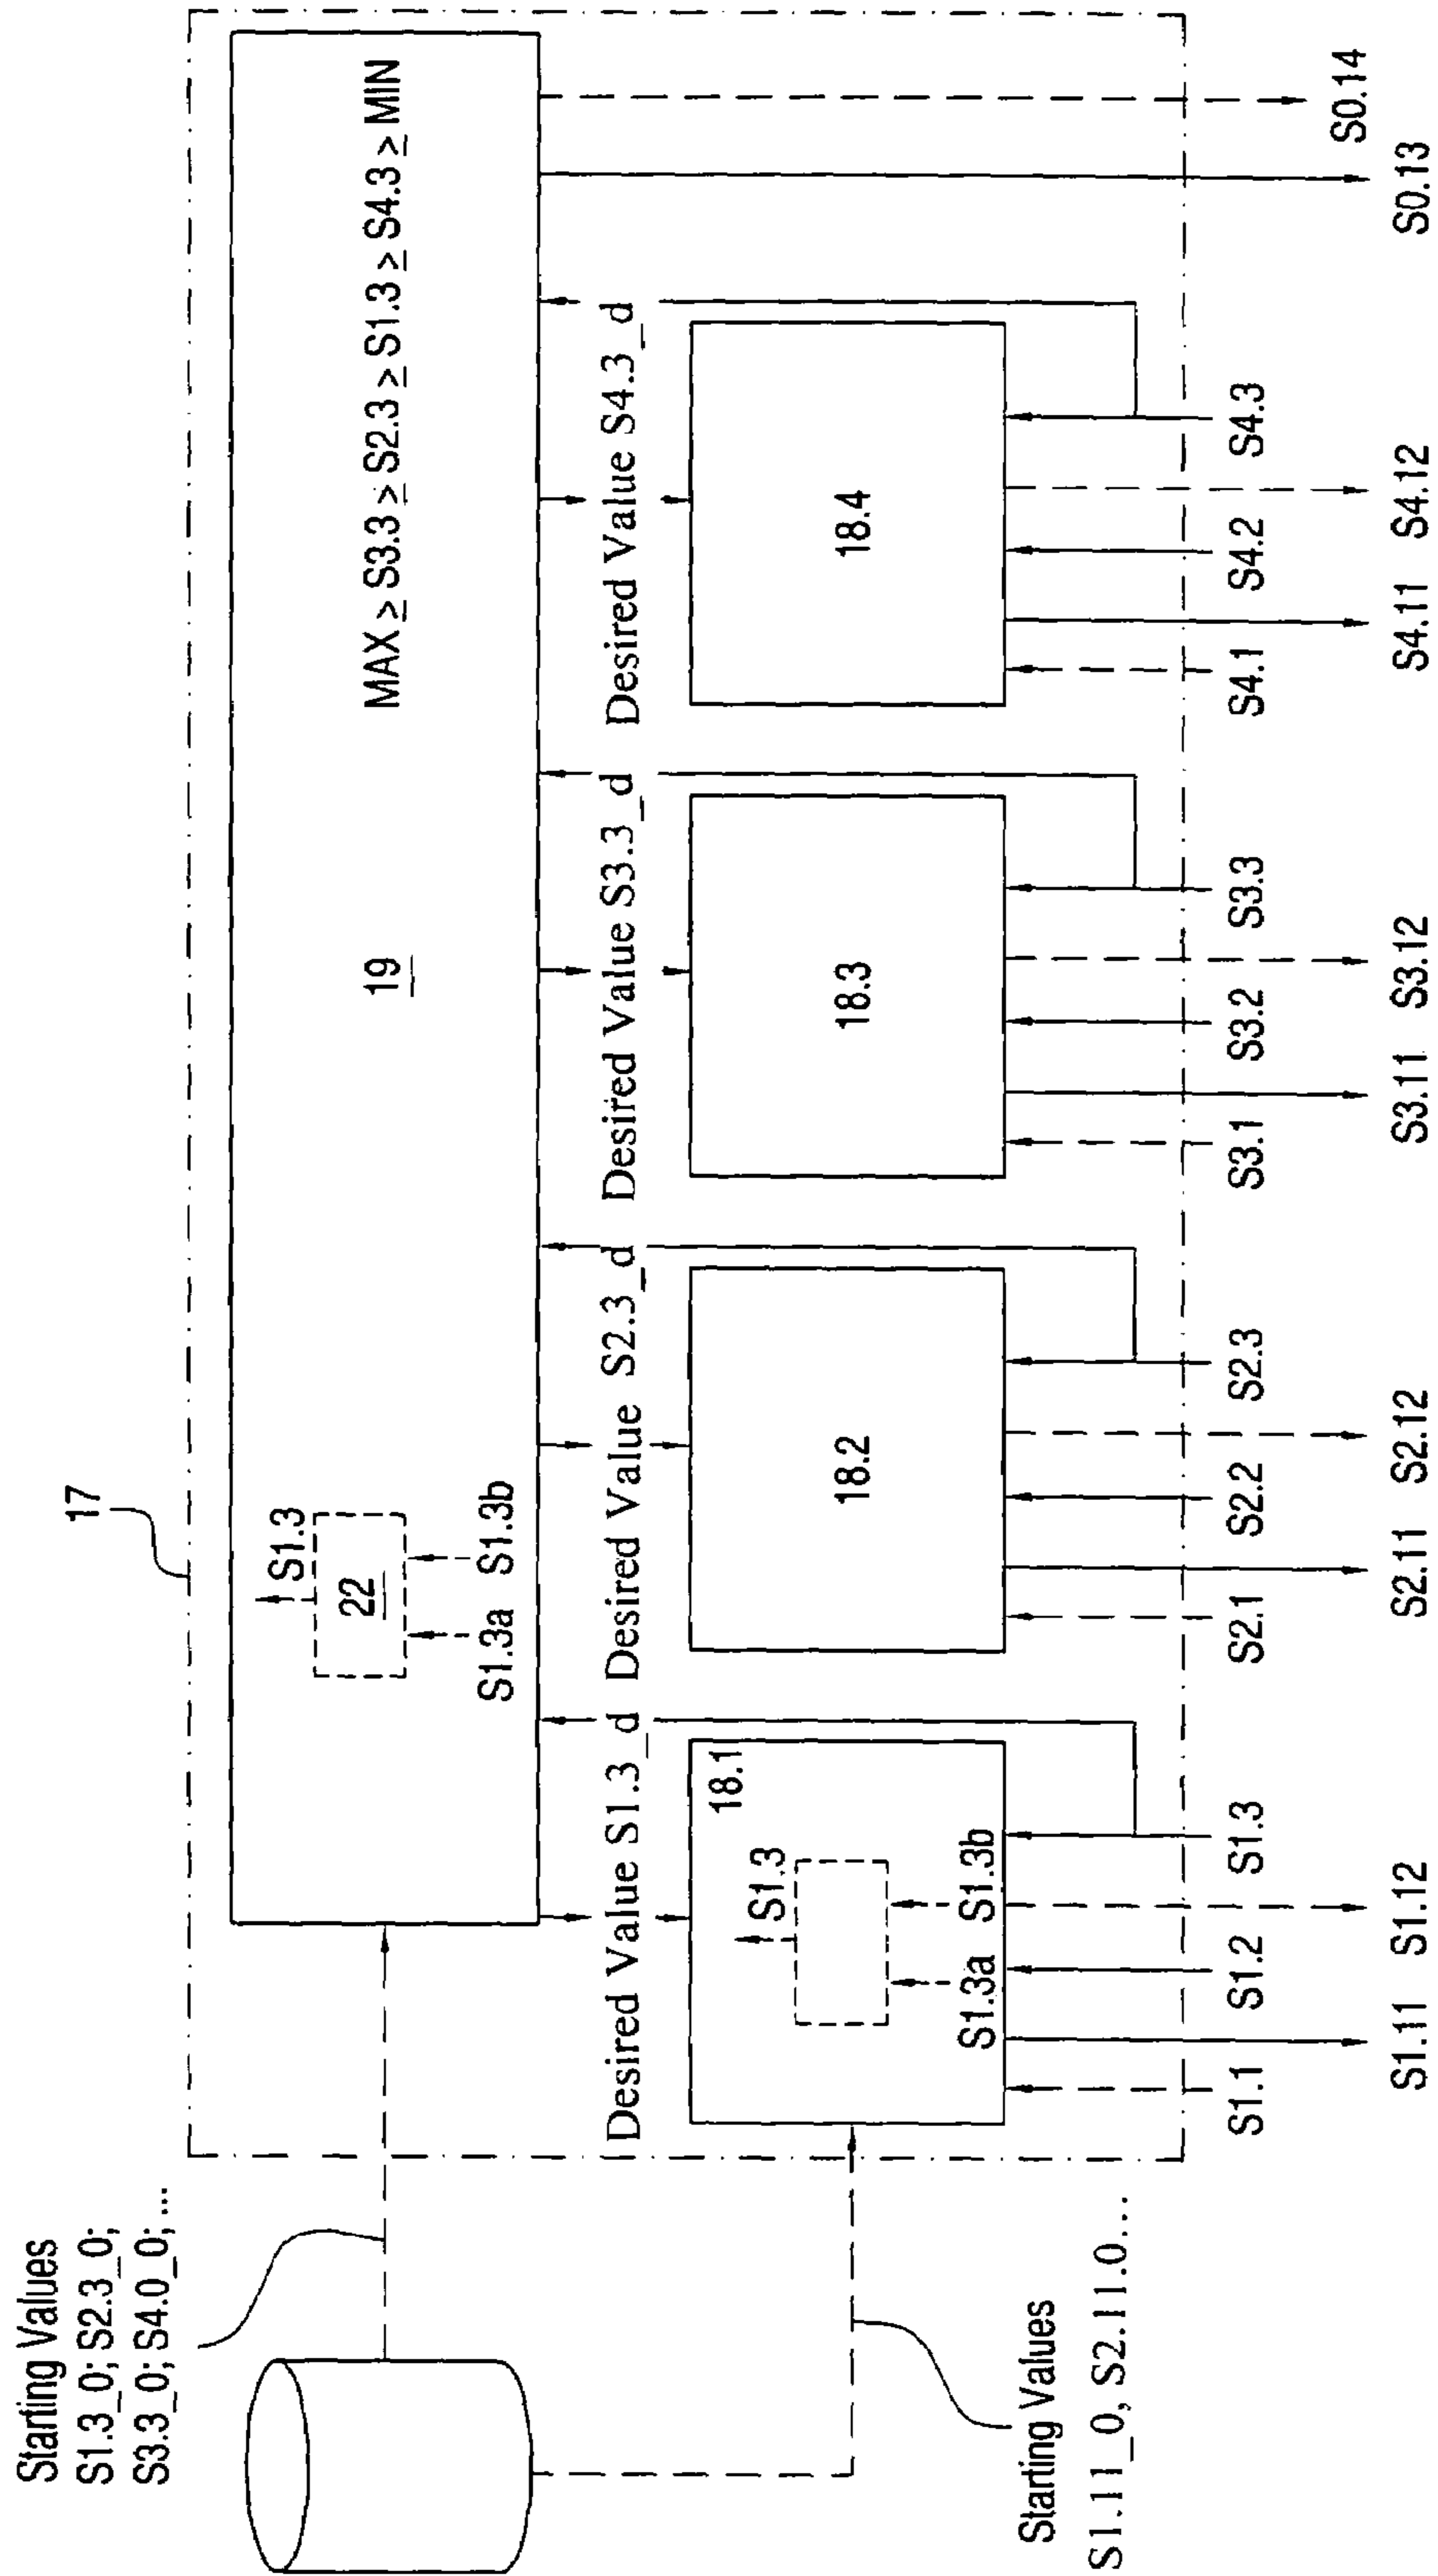 17
Starting Values
S1.3_0; S2.3_0;
S3.3_0; S4.0_0; ...
S1.3
22
S1.3a
S1.3b
19
MAX ≥ S3.3 ≥ S2.3 ≥ S1.3 ≥ S4.3 ≥ MIN
Desired Value S1.3_d
Desired Value S2.3_d
Desired Value S3.3_d
Desired Value S4.3_d
18.1
S1.3
S1.3a
S1.3b
18.2
18.3
18.4
Starting Values
S1.11_0, S2.11.0...
S1.1
S1.2
S1.3
S2.1
S2.2
S2.3
S3.1
S3.2
S3.3
S4.1
S4.2
S4.3
S0.14
S1.11
S1.12
S2.11
S2.12
S3.11
S3.12
S4.11
S4.12
S0.13